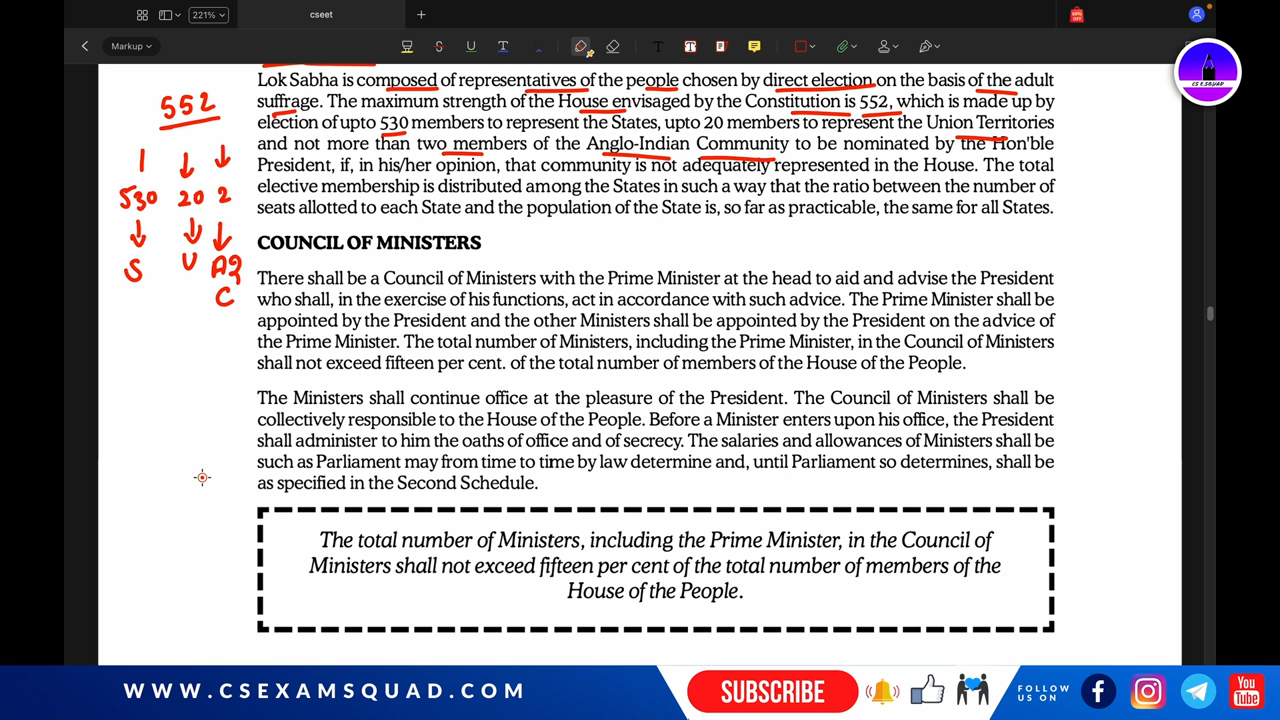 221%
cseet
Markup
60% OFF
CS E SQUAD
Lok Sabha is composed of representatives of the people chosen by direct election on the basis of the adult
suffrage. The maximum strength of the House envisaged by the Constitution is 552, which is made up by
election of upto 530 members to represent the States, upto 20 members to represent the Union Territories
and not more than two members of the Anglo-Indian Community to be nominated by the Hon'ble
President, if, in his/her opinion, that community is not adequately represented in the House. The total
elective membership is distributed among the States in such a way that the ratio between the number of
seats allotted to each State and the population of the State is, so far as practicable, the same for all States.
552
530 20 2
S U
C
COUNCIL OF MINISTERS
There shall be a Council of Ministers with the Prime Minister at the head to aid and advise the President
who shall, in the exercise of his functions, act in accordance with such advice. The Prime Minister shall be
appointed by the President and the other Ministers shall be appointed by the President on the advice of
the Prime Minister. The total number of Ministers, including the Prime Minister, in the Council of Ministers
shall not exceed fifteen per cent. of the total number of members of the House of the People.
The Ministers shall continue office at the pleasure of the President. The Council of Ministers shall be
collectively responsible to the House of the People. Before a Minister enters upon his office, the President
shall administer to him the oaths of office and of secrecy. The salaries and allowances of Ministers shall be
such as Parliament may from time to time by law determine and, until Parliament so determines, shall be
as specified in the Second Schedule.
The total number of Ministers, including the Prime Minister, in the Council of
Ministers shall not exceed fifteen per cent of the total number of members of the
House of the People.
WWW.CSEXAMSQUAD.COM
SUBSCRIBE
FOLLOW
US ON
You
Tube